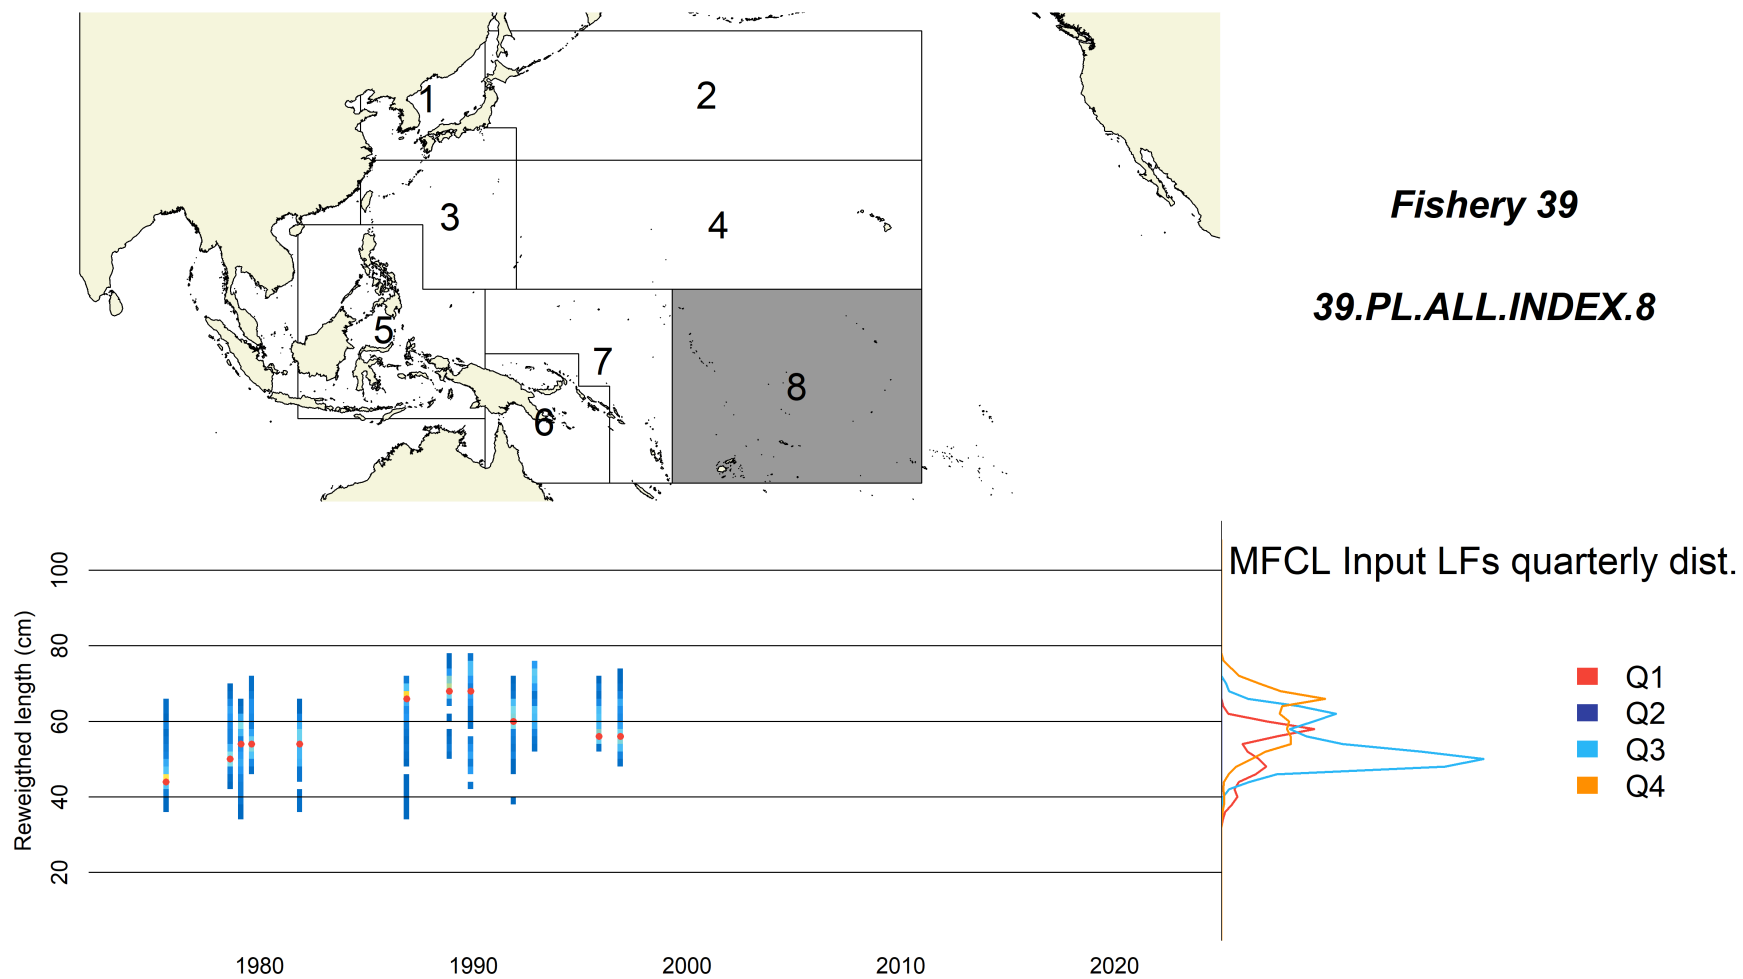 1
2
3
4
5
6
7
8
Fishery 39
39.PL.ALL.INDEX.8
MFCL Input LFs quarterly dist.
Reweigthed length (cm)
100
80
60
40
20
1980 1990 2000 2010 2020
Q1
Q2
Q3
Q4